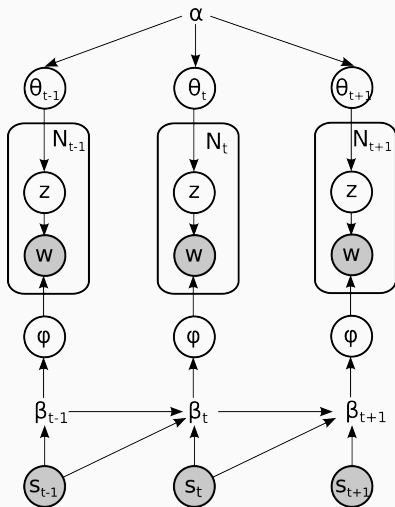 α
θt-1 θt θt+1
Nt-1 Nt Nt+1
z z z
w w w
φ φ φ
βt-1 βt βt+1
st-1 st st+1